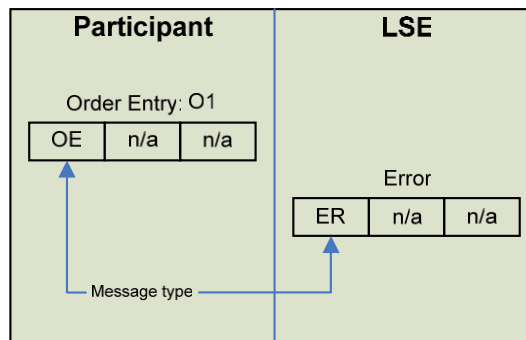 Participant
LSE
Order Entry: O1
OE n/a n/a
Error
ER n/a n/a
Message type